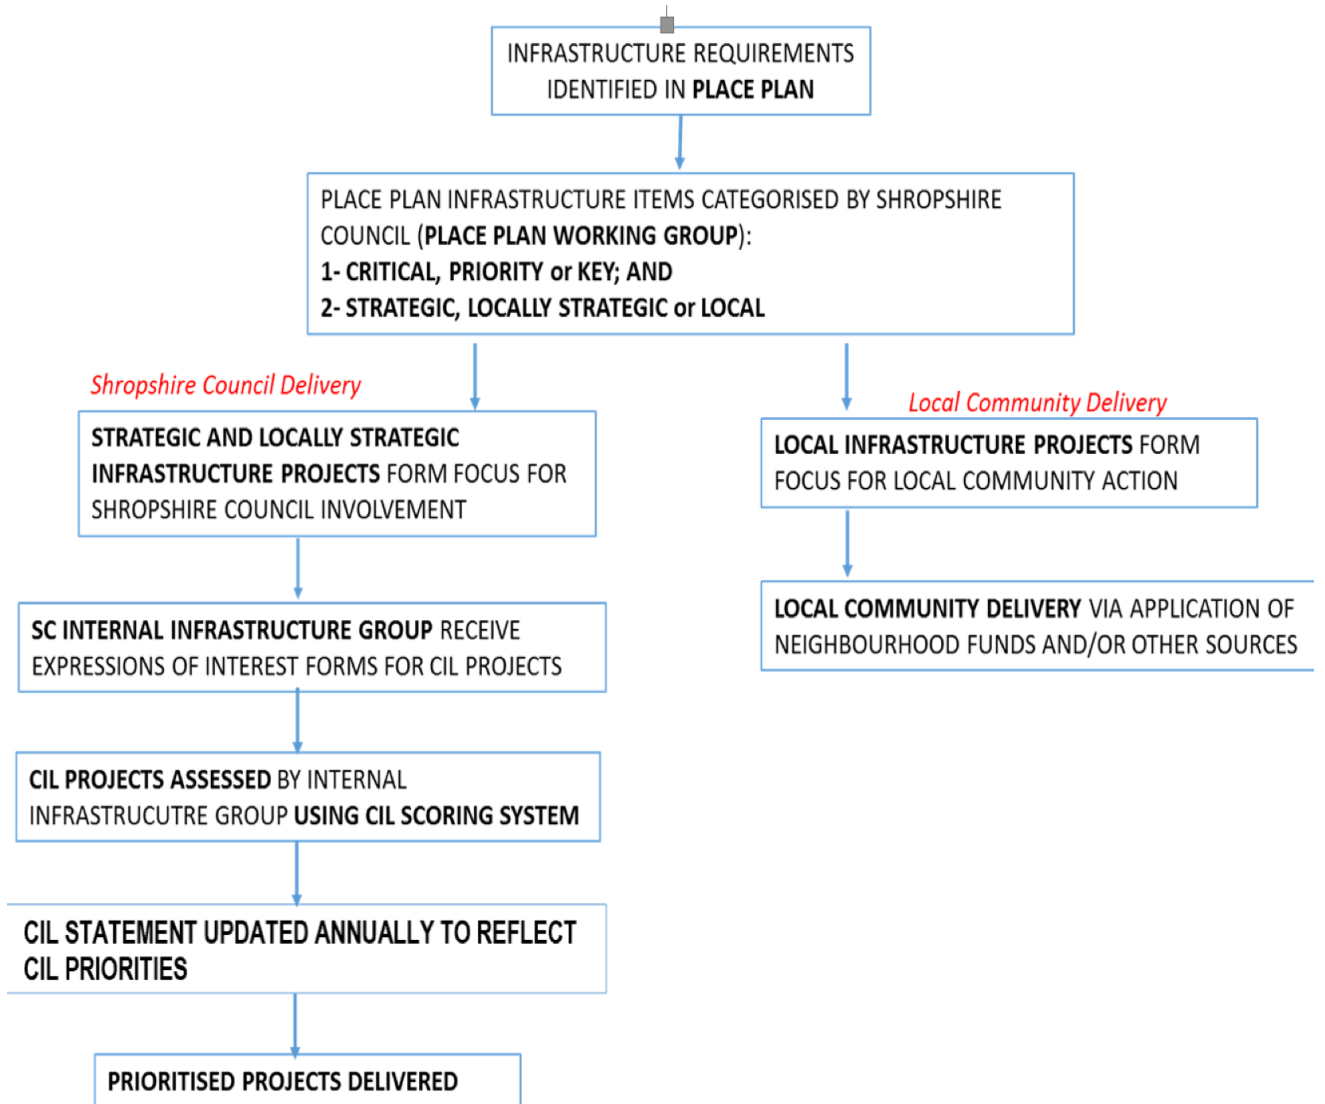 INFRASTRUCTURE REQUIREMENTS
IDENTIFIED IN PLACE PLAN
PLACE PLAN INFRASTRUCTURE ITEMS CATEGORISED BY SHROPSHIRE
COUNCIL (PLACE PLAN WORKING GROUP):
1- CRITICAL, PRIORITY or KEY; AND
2- STRATEGIC, LOCALLY STRATEGIC or LOCAL
Shropshire Council Delivery
STRATEGIC AND LOCALLY STRATEGIC
INFRASTRUCTURE PROJECTS FORM FOCUS FOR
SHROPSHIRE COUNCIL INVOLVEMENT
SC INTERNAL INFRASTRUCTURE GROUP RECEIVE
EXPRESSIONS OF INTEREST FORMS FOR CIL PROJECTS
CIL PROJECTS ASSESSED BY INTERNAL
INFRASTRUCUTRE GROUP USING CIL SCORING SYSTEM
CIL STATEMENT UPDATED ANNUALLY TO REFLECT
CIL PRIORITIES
PRIORITISED PROJECTS DELIVERED
Local Community Delivery
LOCAL INFRASTRUCTURE PROJECTS FORM
FOCUS FOR LOCAL COMMUNITY ACTION
LOCAL COMMUNITY DELIVERY VIA APPLICATION OF
NEIGHBOURHOOD FUNDS AND/OR OTHER SOURCES